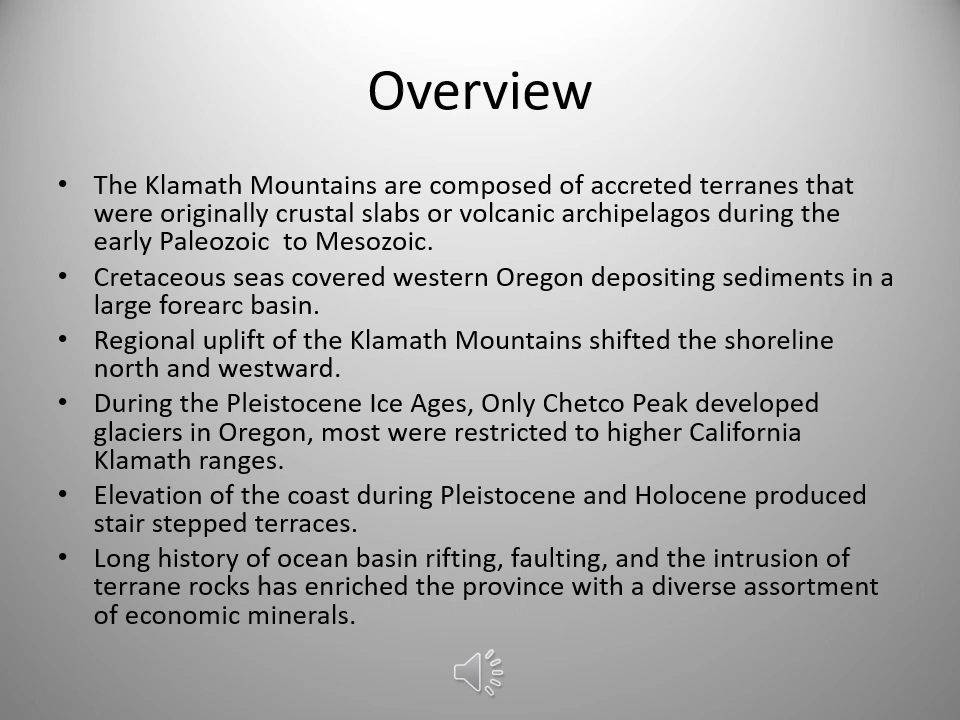 Overview
• The Klamath Mountains are composed of accreted terranes that
were originally crustal slabs or volcanic archipelagos during the
early Paleozoic  to Mesozoic.
• Cretaceous seas covered western Oregon depositing sediments in a
large forearc basin.
• Regional uplift of the Klamath Mountains shifted the shoreline
north and westward.
• During the Pleistocene Ice Ages, Only Chetco Peak developed
glaciers in Oregon, most were restricted to higher California
Klamath ranges.
• Elevation of the coast during Pleistocene and Holocene produced
stair stepped terraces.
• Long history of ocean basin rifting, faulting, and the intrusion of
terrane rocks has enriched the province with a diverse assortment
of economic minerals.